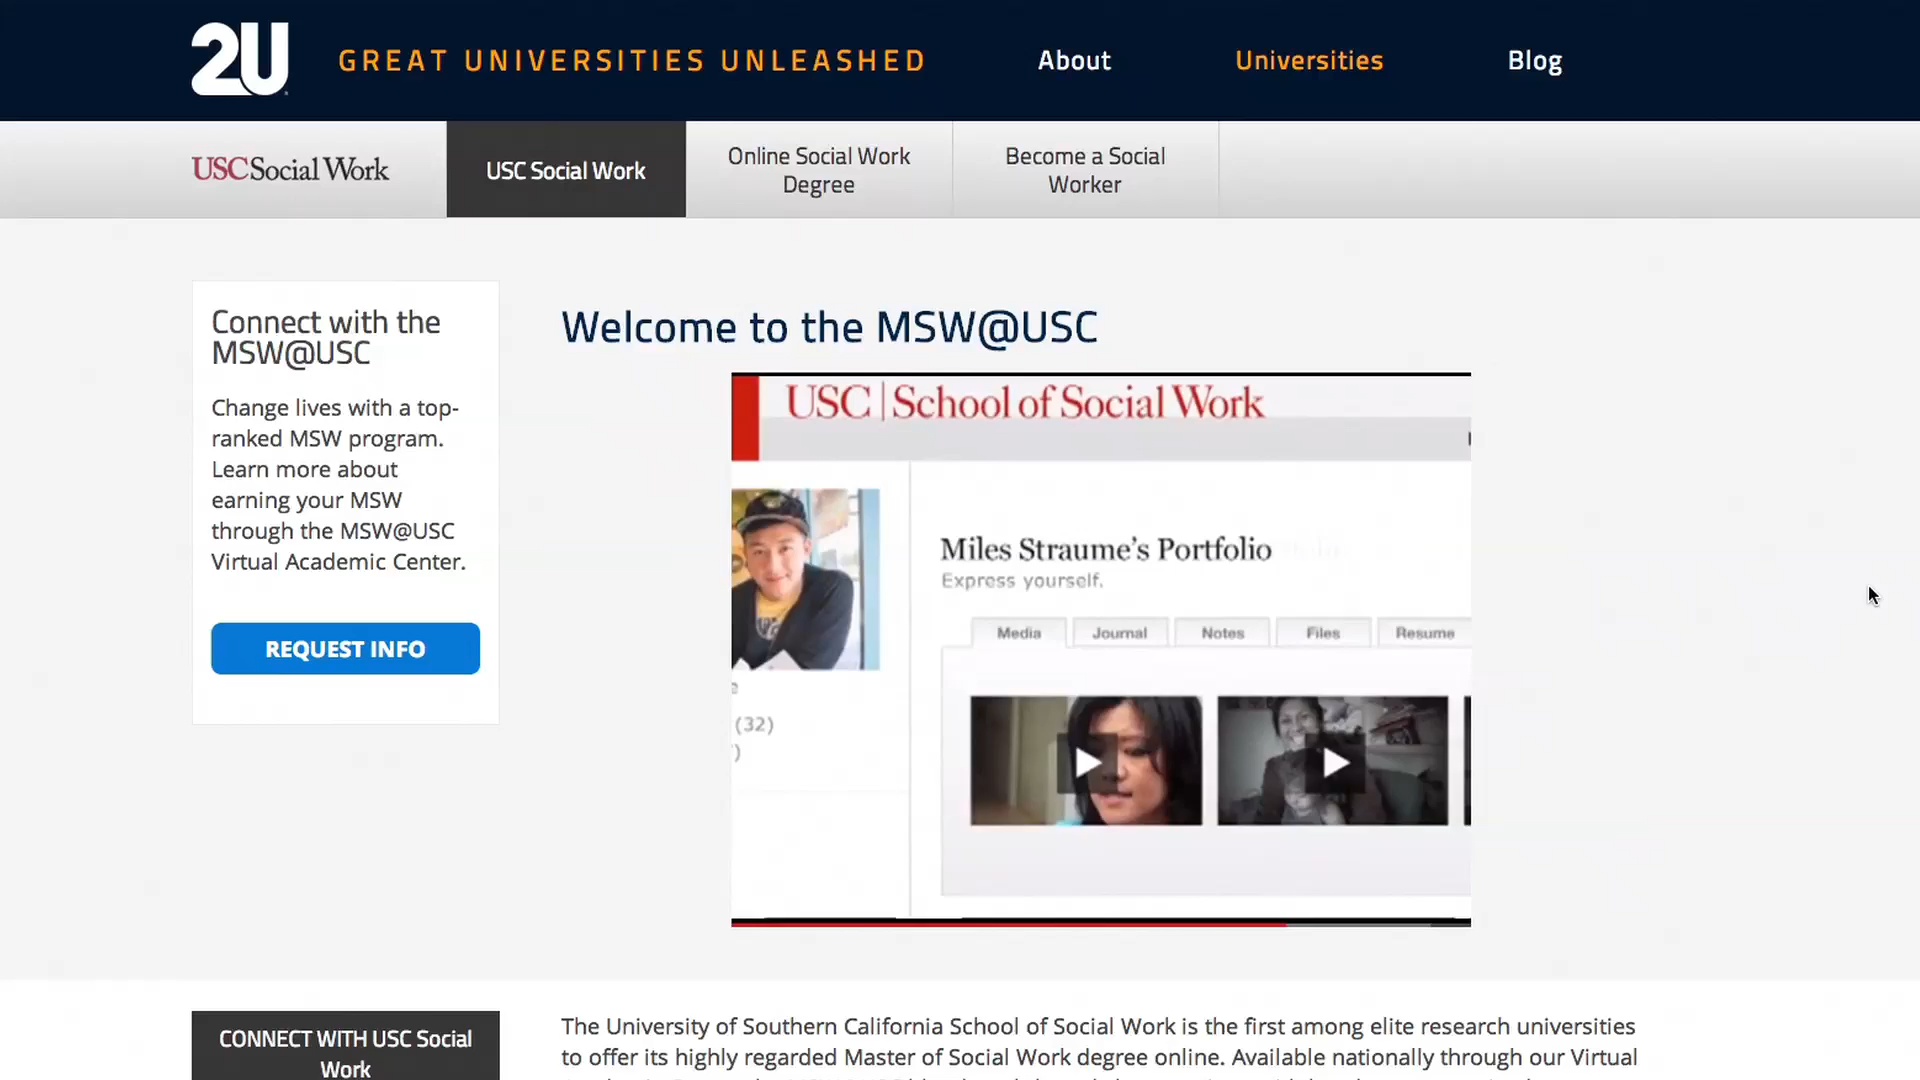 2U
GREAT UNIVERSITIES UNLEASHED
About
Universities
Blog
USCSocial Work
USC Social Work
Online Social Work
Degree
Become a Social
Worker
Connect with the
MSW@USC
Change lives with a top-
ranked MSW program.
Learn more about
earning your MSW
through the MSW@USC
Virtual Academic Center.
REQUEST INFO
Welcome to the MSW@USC
USC | School of Social Work
Miles Straume's Portfolio
Express yourself.
Media
Journal
Notes
Files
Resume
(32)
CONNECT WITH USC Social
Work
The University of Southern California School of Social Work is the first among elite research universities
to offer its highly regarded Master of Social Work degree online. Available nationally through our Virtual